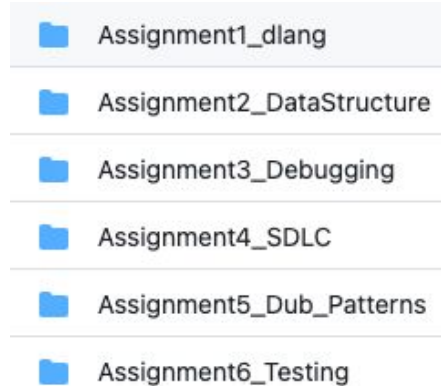 Assignment1_dlang
Assignment2_DataStructure
Assignment3_Debugging
Assignment4_SDLC
Assignment5_Dub_Patterns
Assignment6_Testing